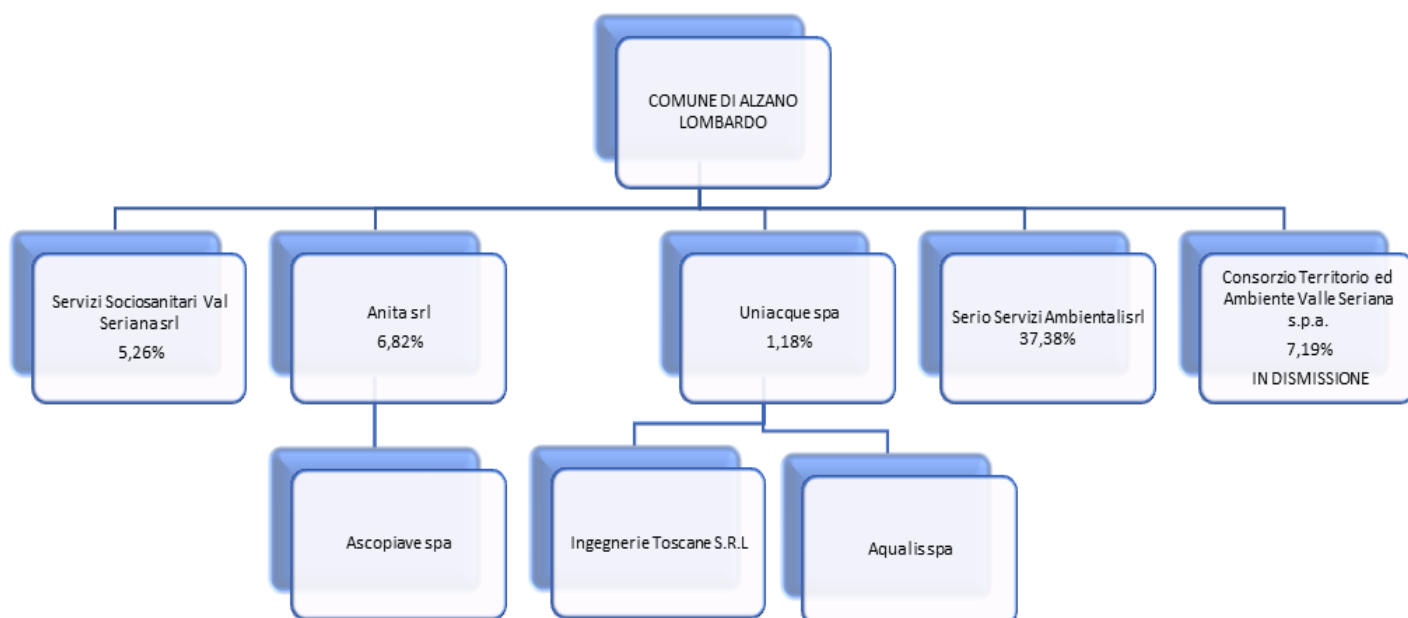 COMUNE DI ALZANO
LOMBARDO
Servizi Sociosanitari Val
Seriana srl
5,26%
Anita srl
6,82%
Uniacque spa
1,18%
Serio Servizi Ambientali srl
37,38%
Consorzio Territorio ed
Ambiente Valle Seriana
s.p.a.
7,19%
IN DISMISSIONE
Ascopiave spa
Ingegnerie Toscane S.R.L
Aqualis spa